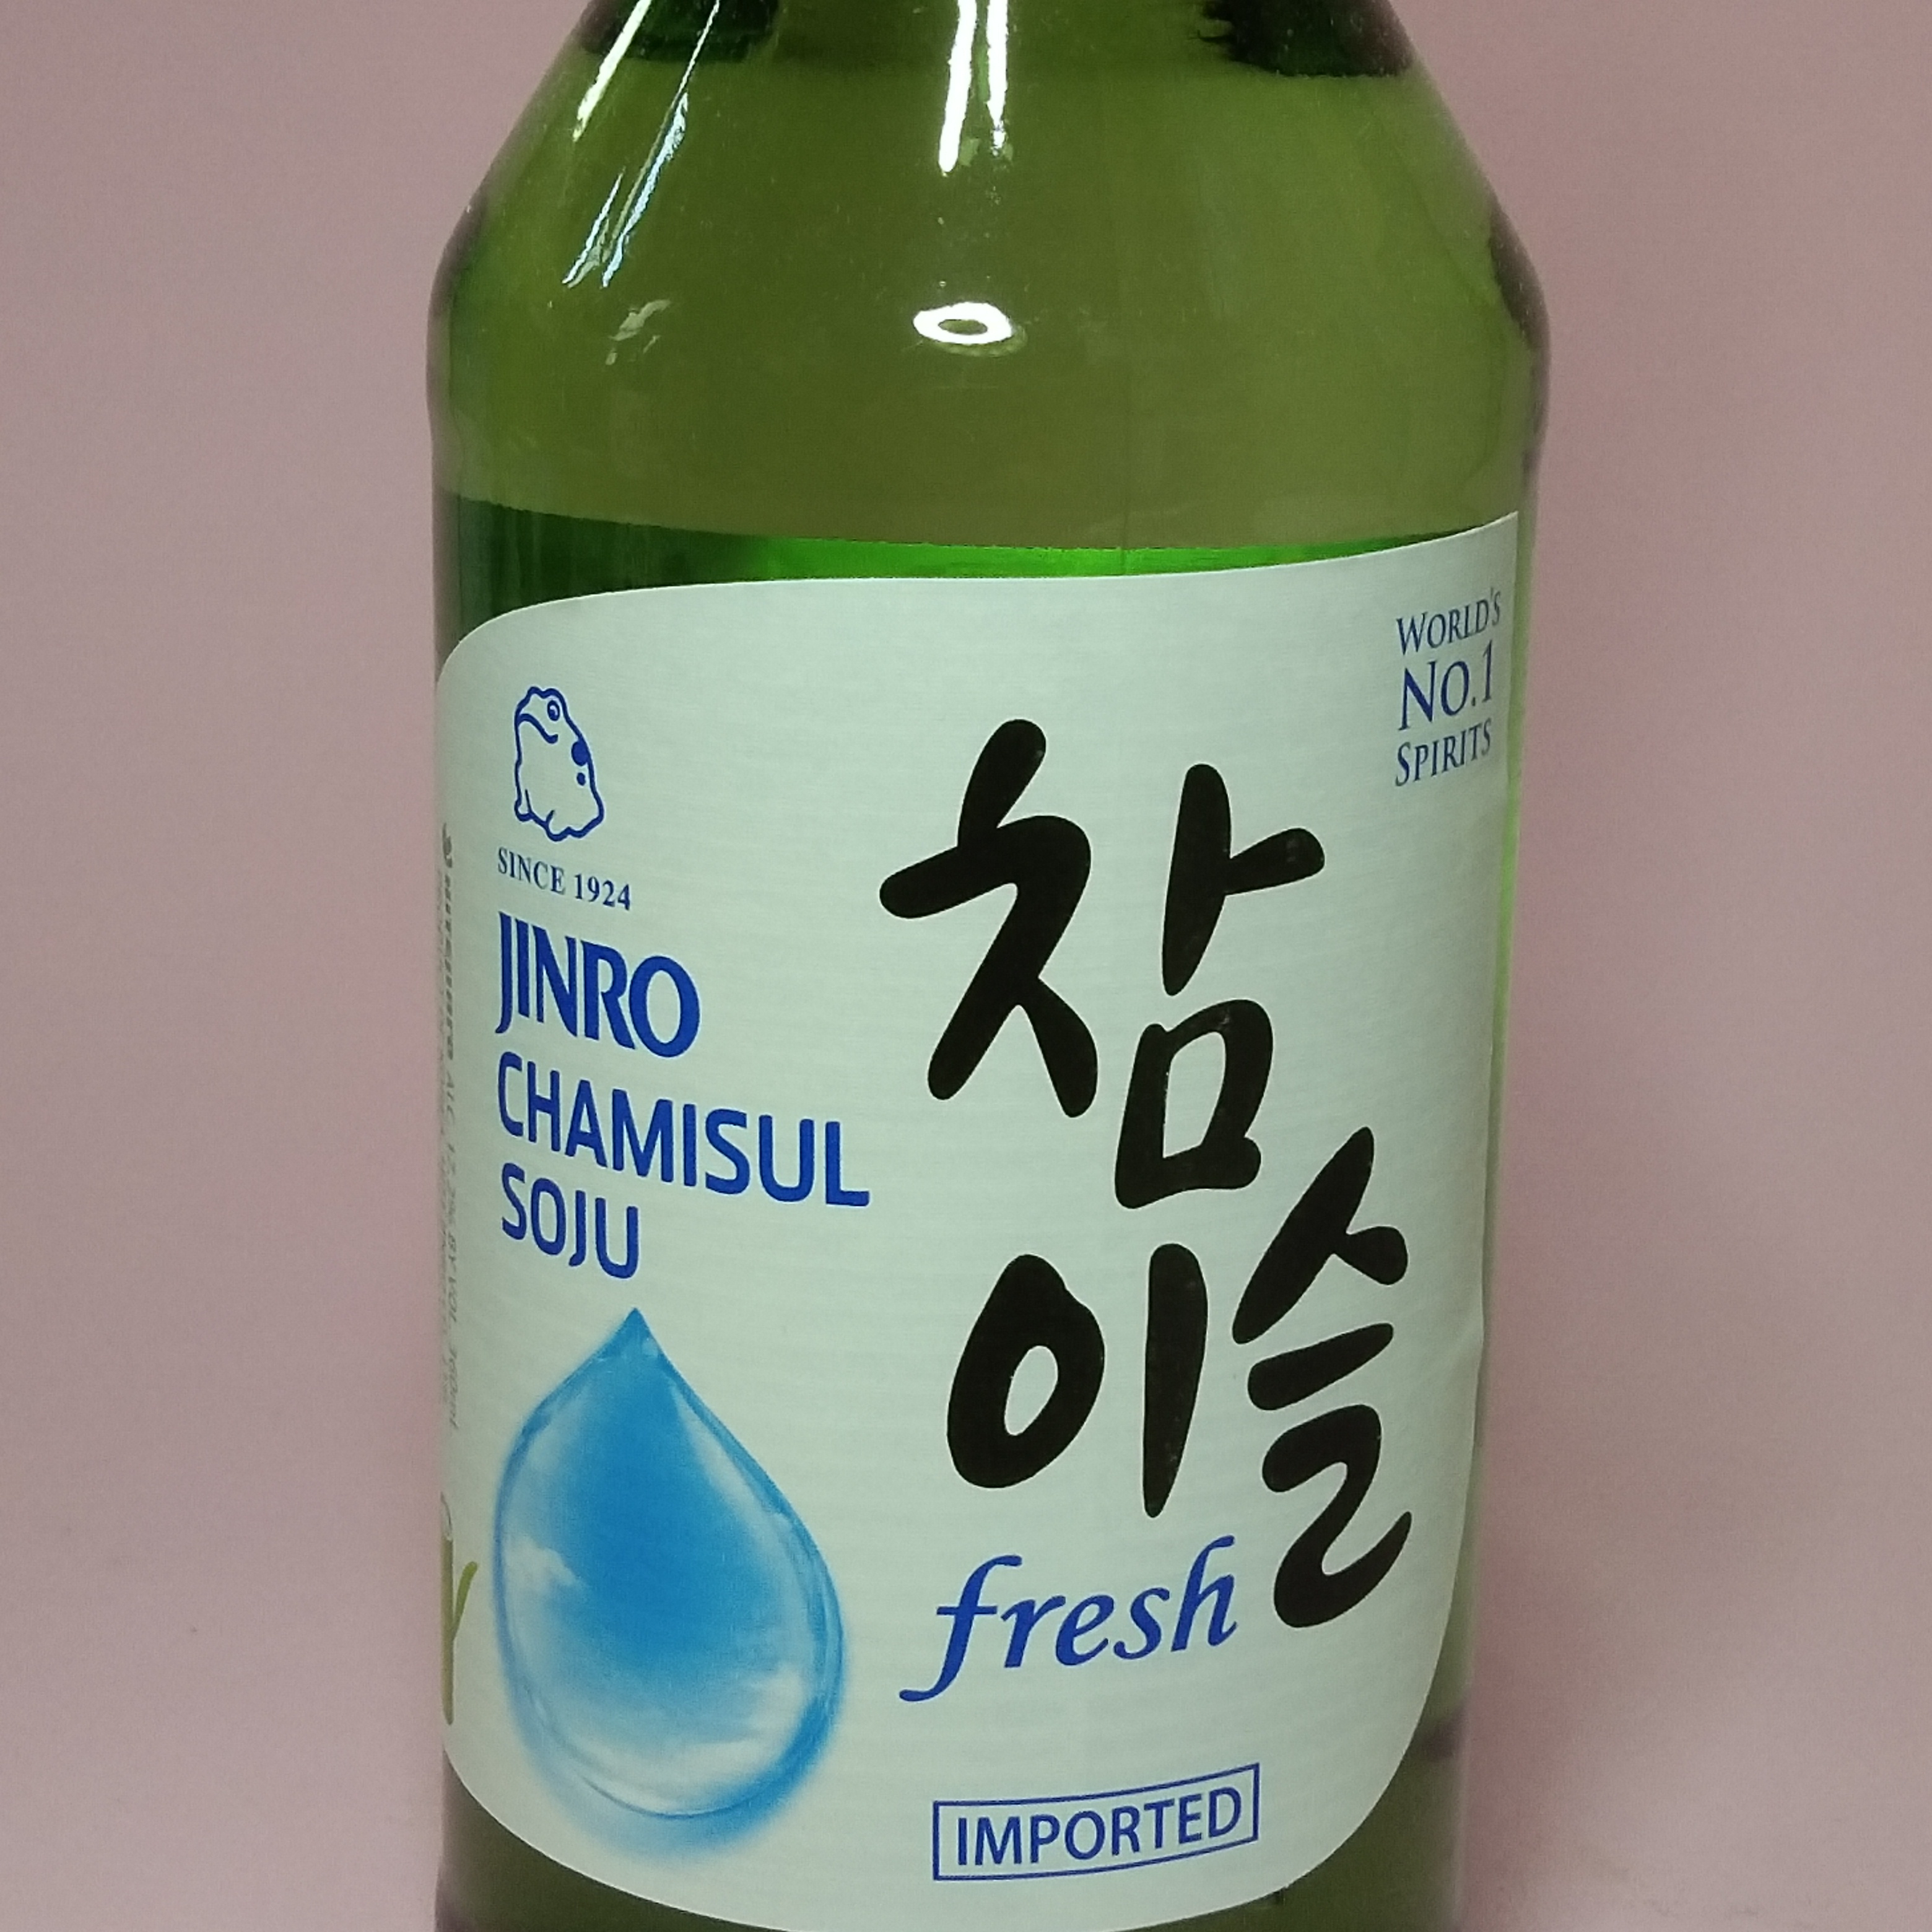 WORLD'S
NO.1
SPIRITS
SINCE 1924
JINRO
CHAMISUL
SOJU
참
이슬
fresh
IMPORTED